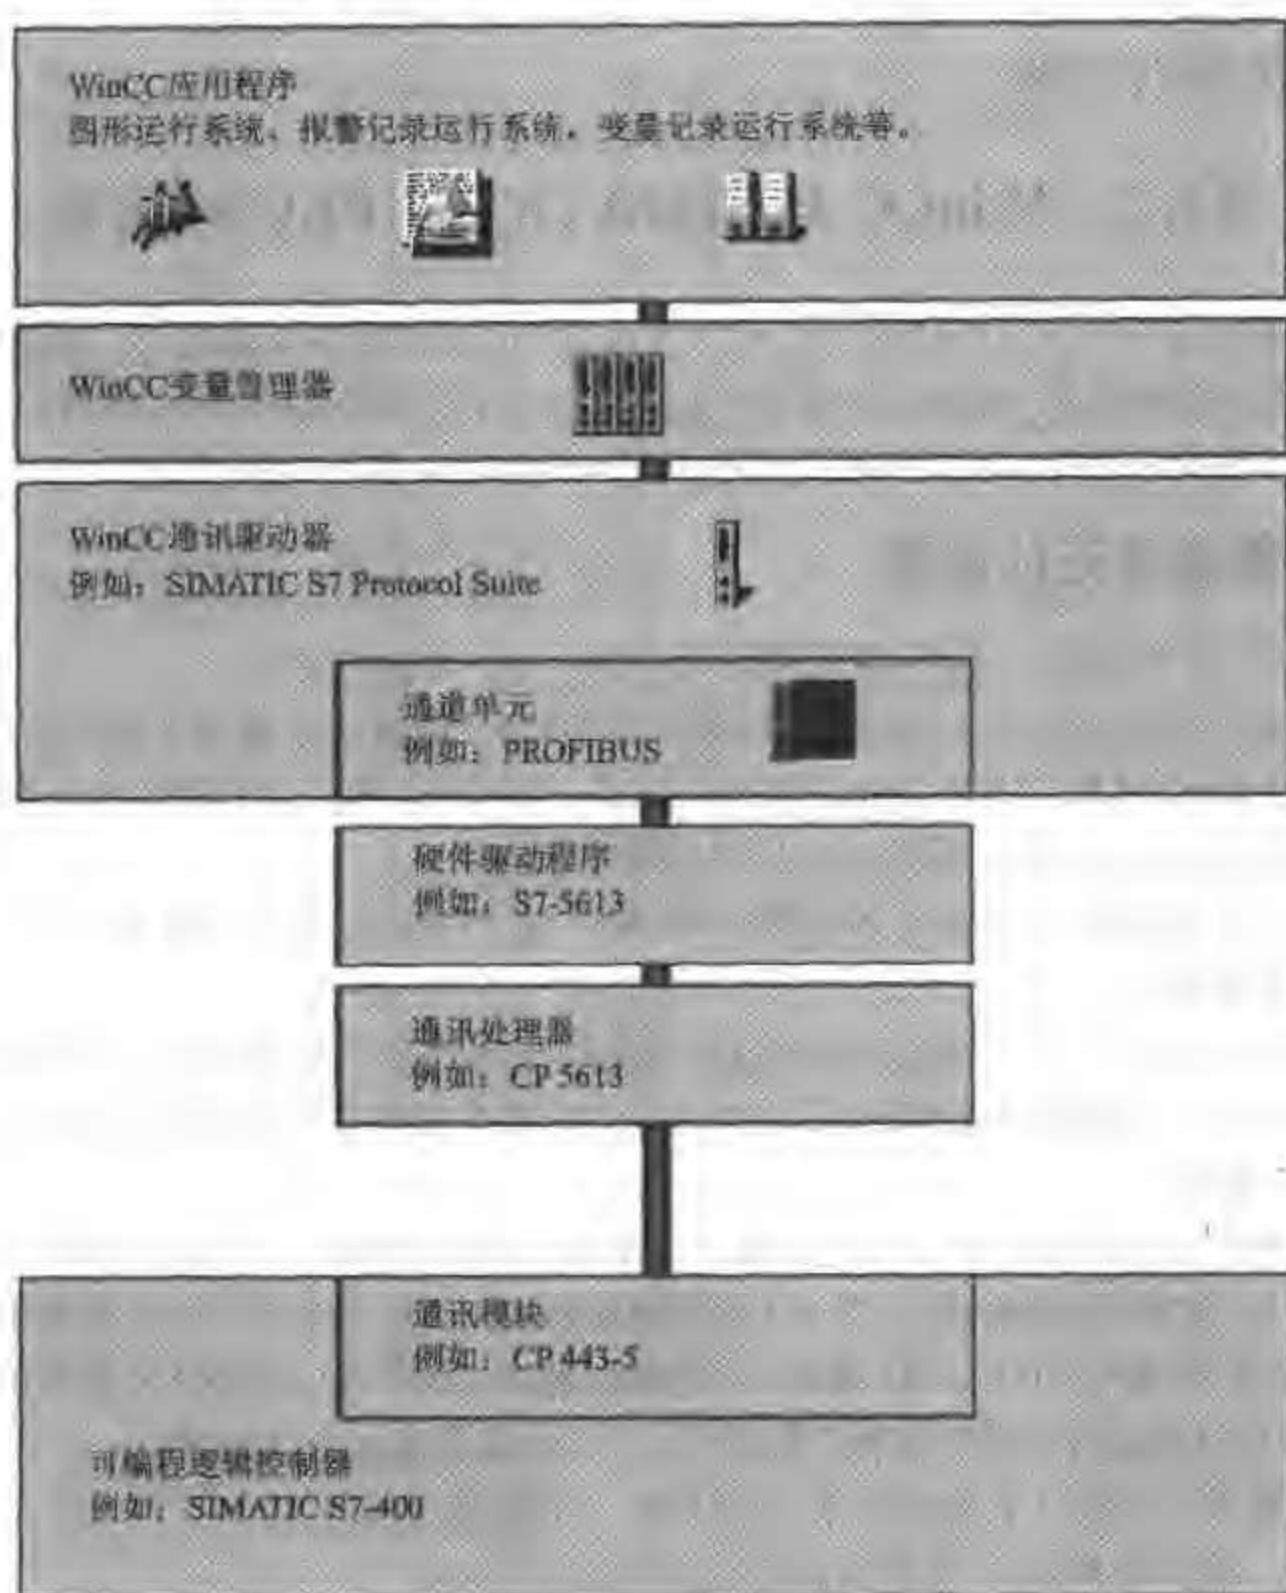 WinCC应用程序
图形运行系统、报警记录运行系统、变量记录运行系统等。
WinCC变量管理器
WinCC通讯驱动器
例如：SIMATIC S7 Protocol Suite
通道单元
例如：PROFIBUS
硬件驱动程序
例如：S7-5613
通讯处理器
例如：CP 5613
通讯模块
例如：CP 443-5
可编程逻辑控制器
例如：SIMATIC S7-400